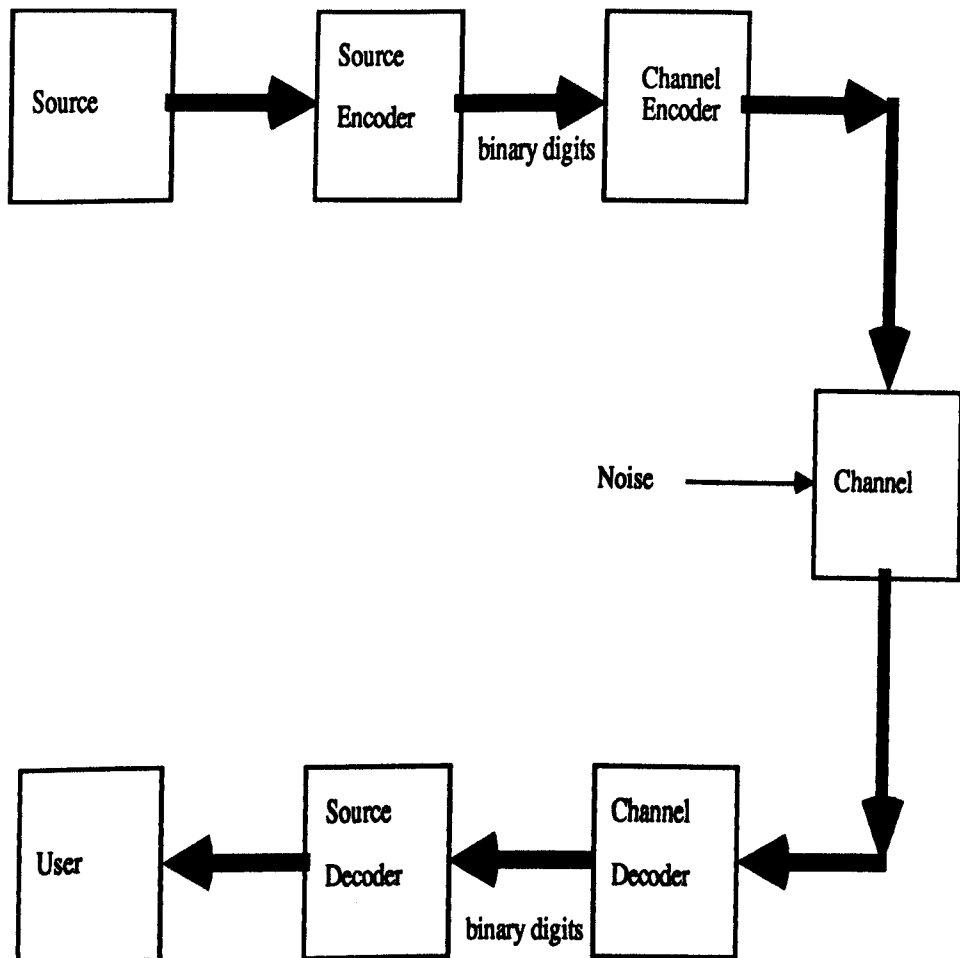 Source
Source
Encoder
binary digits
Channel
Encoder
Noise
Channel
User
Source
Decoder
binary digits
Channel
Decoder